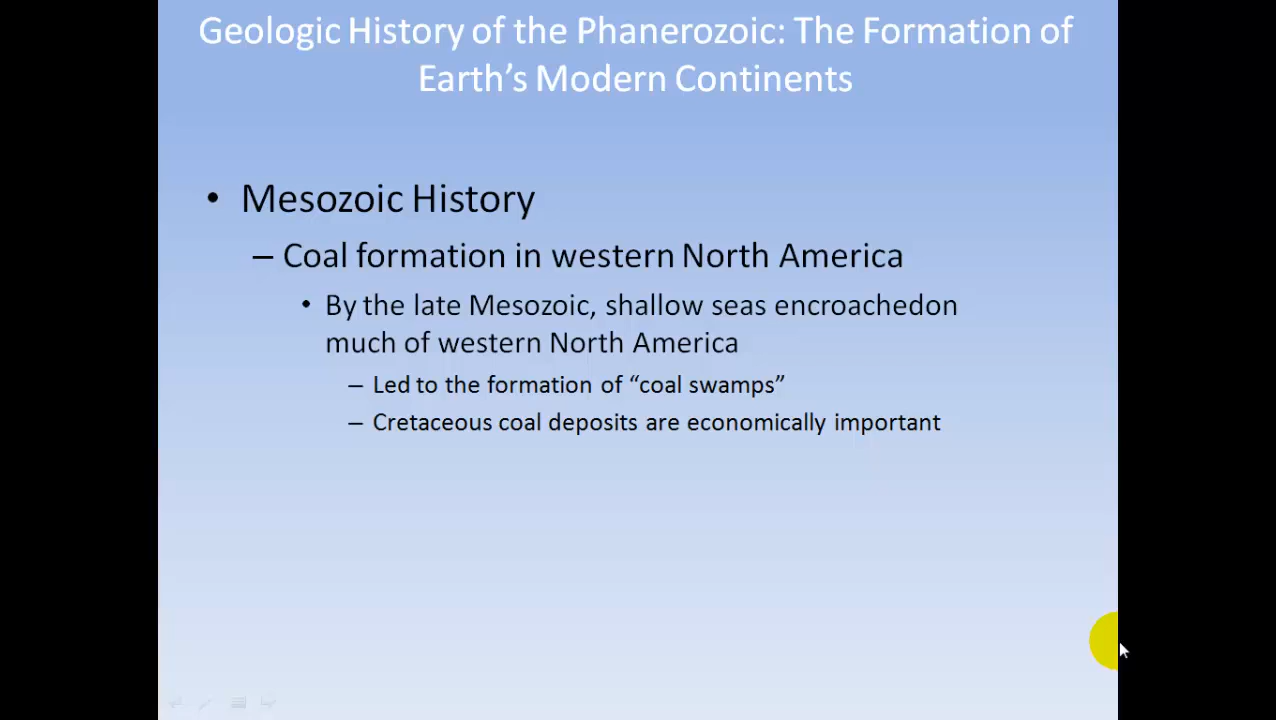 Geologic History of the Phanerozoic: The Formation of
Earth’s Modern Continents
• Mesozoic History
– Coal formation in western North America
• By the late Mesozoic, shallow seas encroachedon
much of western North America
– Led to the formation of “coal swamps”
– Cretaceous coal deposits are economically important